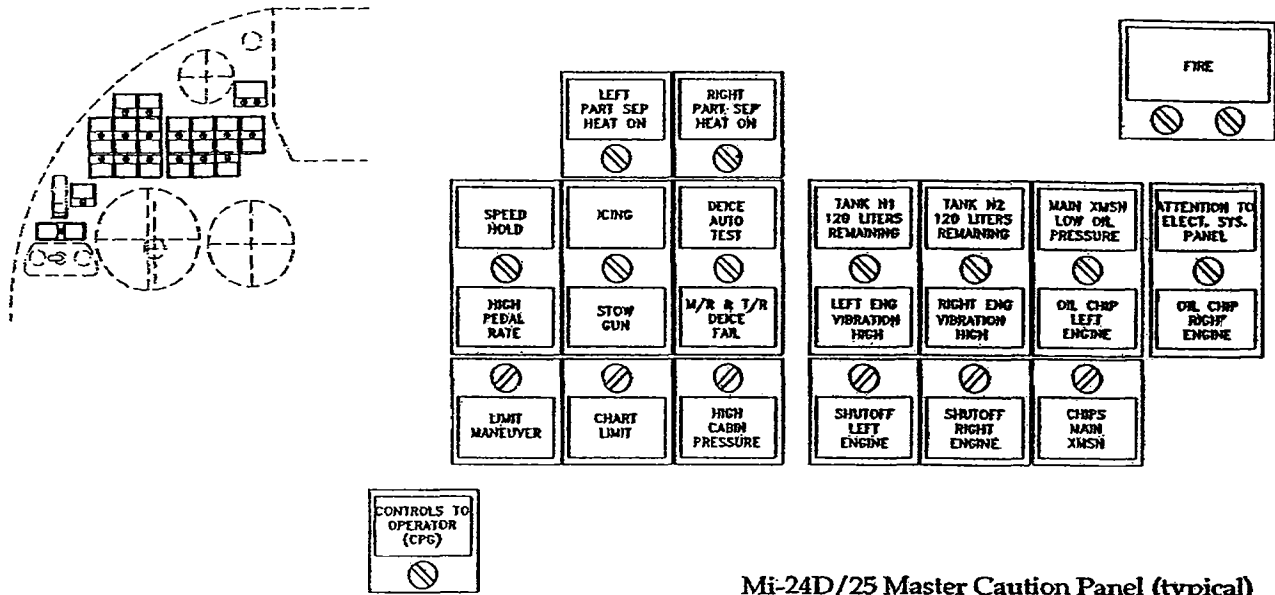 FIRE
LEFT
PART SEP
HEAT ON
RIGHT
PART SEP
HEAT ON
SPEED
HOLD
ICING
DEICE
AUTO
TEST
TANK N1
120 LITERS
REMAINING
TANK N2
120 LITERS
REMAINING
MAIN XMSN
LOW OIL
PRESSURE
ATTENTION TO
ELECT. SYS.
PANEL
HIGH
PEDAL
RATE
STOW
GUN
M/R & T/R
DEICE
FAIL
LEFT ENG
VIBRATION
HIGH
RIGHT ENG
VIBRATION
HIGH
OIL CHIP
LEFT
ENGINE
OIL CHIP
RIGHT
ENGINE
LIMIT
MANEUVER
CHART
LIMIT
HIGH
CABIN
PRESSURE
SHUTOFF
LEFT
ENGINE
SHUTOFF
RIGHT
ENGINE
CHIPS
MAIN
XMSN
CONTROLS TO
OPERATOR
(CPG)
Mi-24D/25 Master Caution Panel (typical)